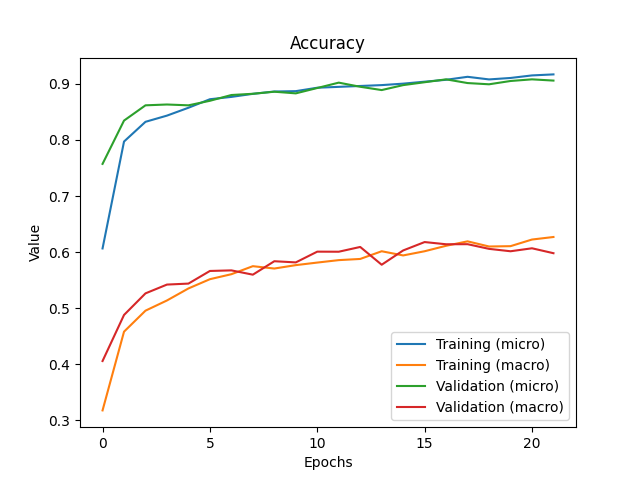 Accuracy
0.9
0.8
0.7
0.6
0.5
0.4
0.3
Value
0
5
10
15
20
Epochs
Training (micro)
Training (macro)
Validation (micro)
Validation (macro)